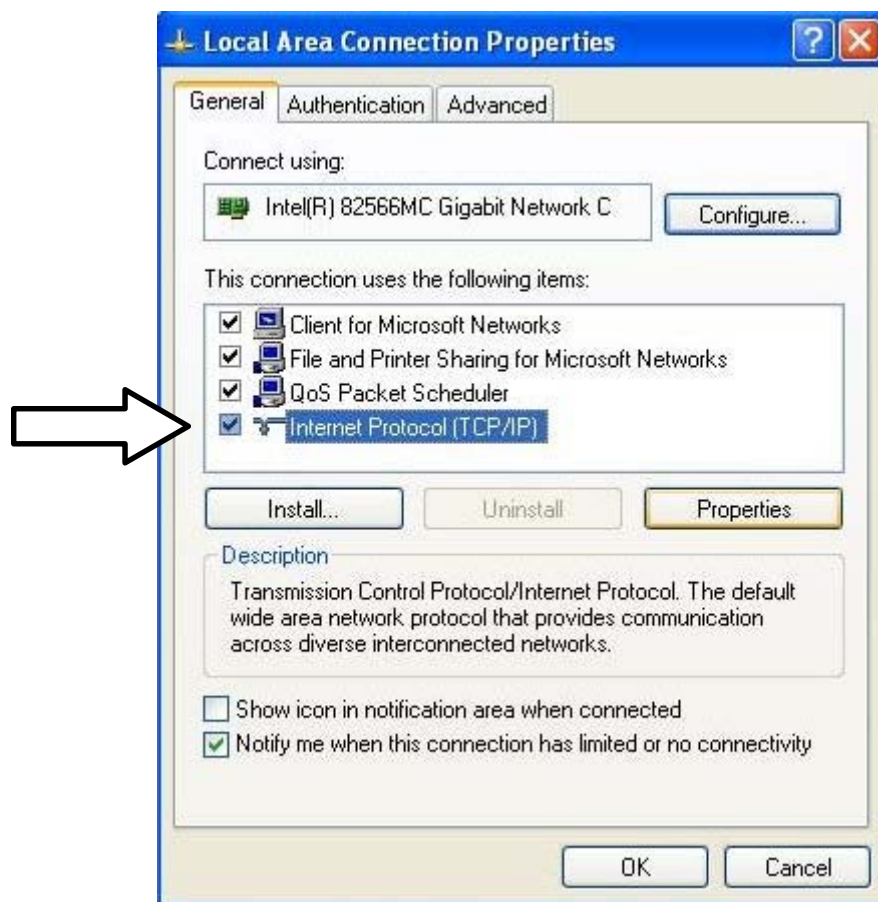 Local Area Connection Properties
General Authentication Advanced
Connect using:
Intel(R) 82566MC Gigabit Network C
Configure...
This connection uses the following items:
Client for Microsoft Networks
File and Printer Sharing for Microsoft Networks
QoS Packet Scheduler
Internet Protocol (TCP/IP)
Install... Uninstall Properties
Description
Transmission Control Protocol/Internet Protocol. The default
wide area network protocol that provides communication
across diverse interconnected networks.
Show icon in notification area when connected
Notify me when this connection has limited or no connectivity
OK Cancel